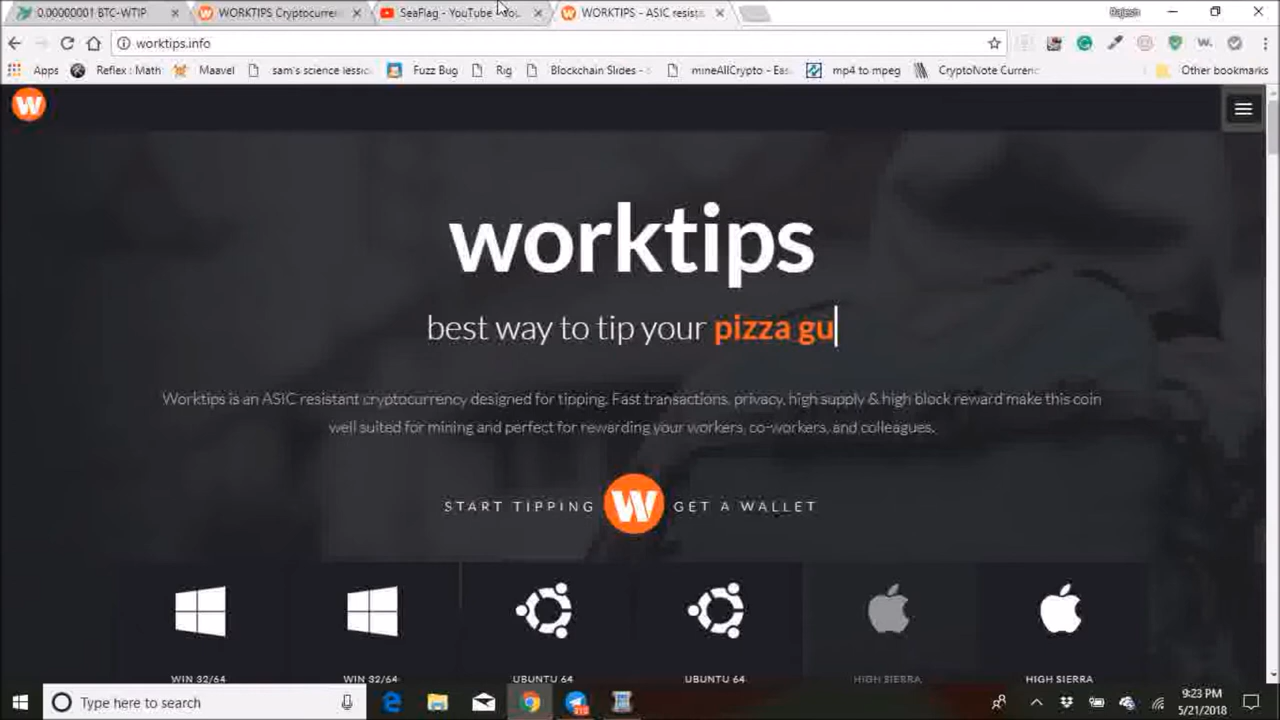 0.00000001 BTC-WTIP
WORKTIPS Cryptocurre
SeaFlag - YouTube
WORKTIPS - ASIC resista
Rajesh
worktips.info
Apps
Reflex : Math
Maavel
sam's science lessic
Fuzz Bug
Rig
Blockchain Slides -
mineAllCrypto - Eas
mp4 to mpeg
CryptoNote Currenc
Other bookmarks
W
worktips
best way to tip your pizza gu
Worktips is an ASIC resistant cryptocurrency designed for tipping. Fast transactions, privacy, high supply & high block reward make this coin
well suited for mining and perfect for rewarding your workers, co-workers, and colleagues.
START TIPPING W GET A WALLET
WIN 32/64
WIN 32/64
UBUNTU 64
UBUNTU 64
HIGH SIERRA
HIGH SIERRA
Type here to search
9:23 PM
5/21/2018